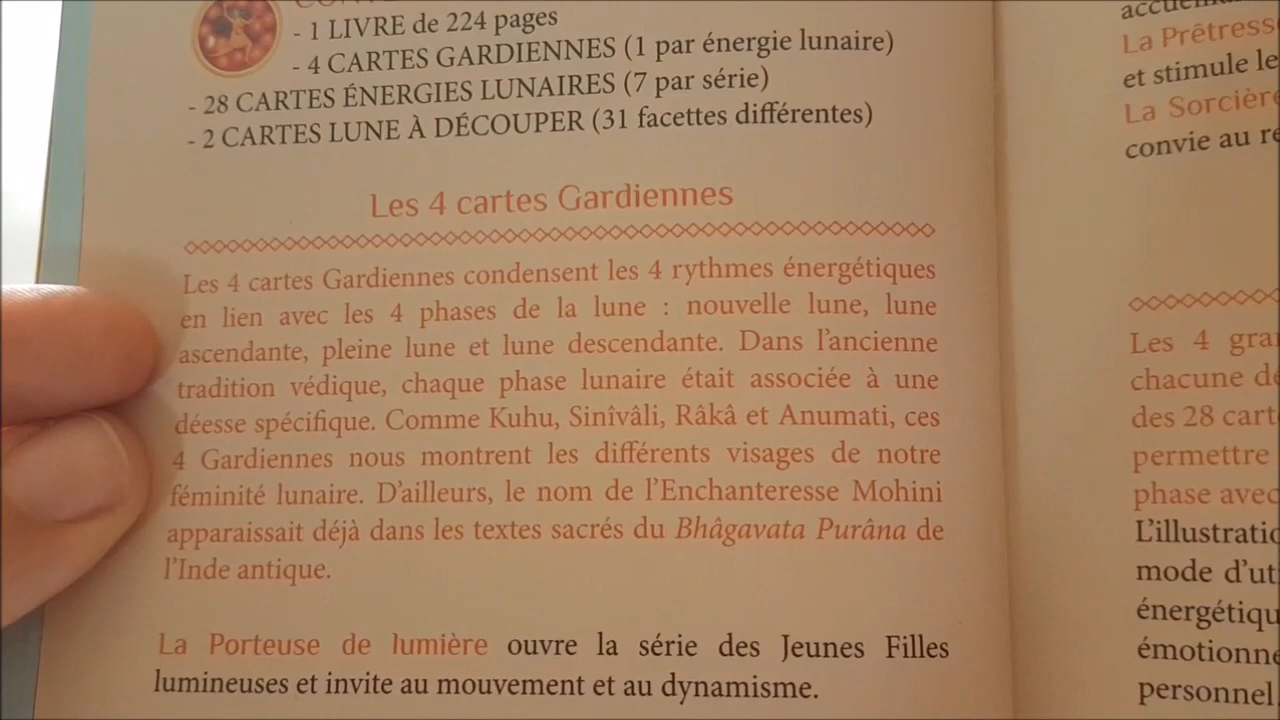 - 1 LIVRE de 224 pages
- 4 CARTES GARDIENNES (1 par énergie lunaire)
- 28 CARTES ÉNERGIES LUNAIRES (7 par série)
- 2 CARTES LUNE À DÉCOUPER (31 facettes différentes)
Les 4 cartes Gardiennes
Les 4 cartes Gardiennes condensent les 4 rythmes énergétiques
en lien avec les 4 phases de la lune : nouvelle lune, lune
ascendante, pleine lune et lune descendante. Dans l'ancienne
tradition védique, chaque phase lunaire était associée à une
déesse spécifique. Comme Kuhu, Sinîvâli, Râkâ et Anumati, ces
4 Gardiennes nous montrent les différents visages de notre
féminité lunaire. D'ailleurs, le nom de l'Enchanteresse Mohini
apparaissait déjà dans les textes sacrés du Bhâgavata Purâna de
l'Inde antique.
La Porteuse de lumière ouvre la série des Jeunes Filles
lumineuses et invite au mouvement et au dynamisme.
La Prêtress
et stimule le
La Sorcière
convie au re
Les 4 gra
chacune de
des 28 cart
permettre
phase avec
L'illustratio
mode d'ut
énergétiqu
émotionne
personnel